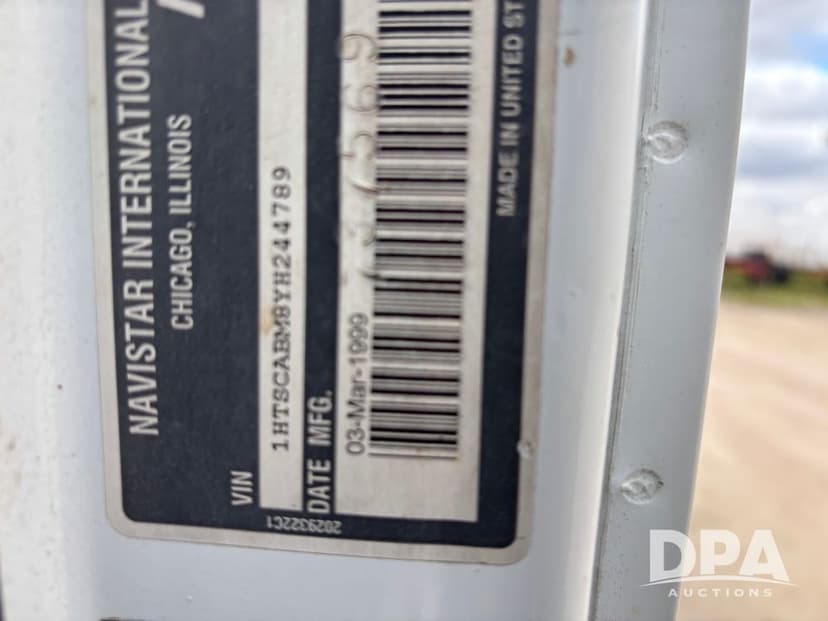 NAVISTAR INTERNATIONAL
CHICAGO, ILLINOIS
VIN
1HTSCABM8YH244789
DATE MFG.
03-Mar-1999
MADE IN UNITED ST
2029322C1
DPA
AUCTIONS